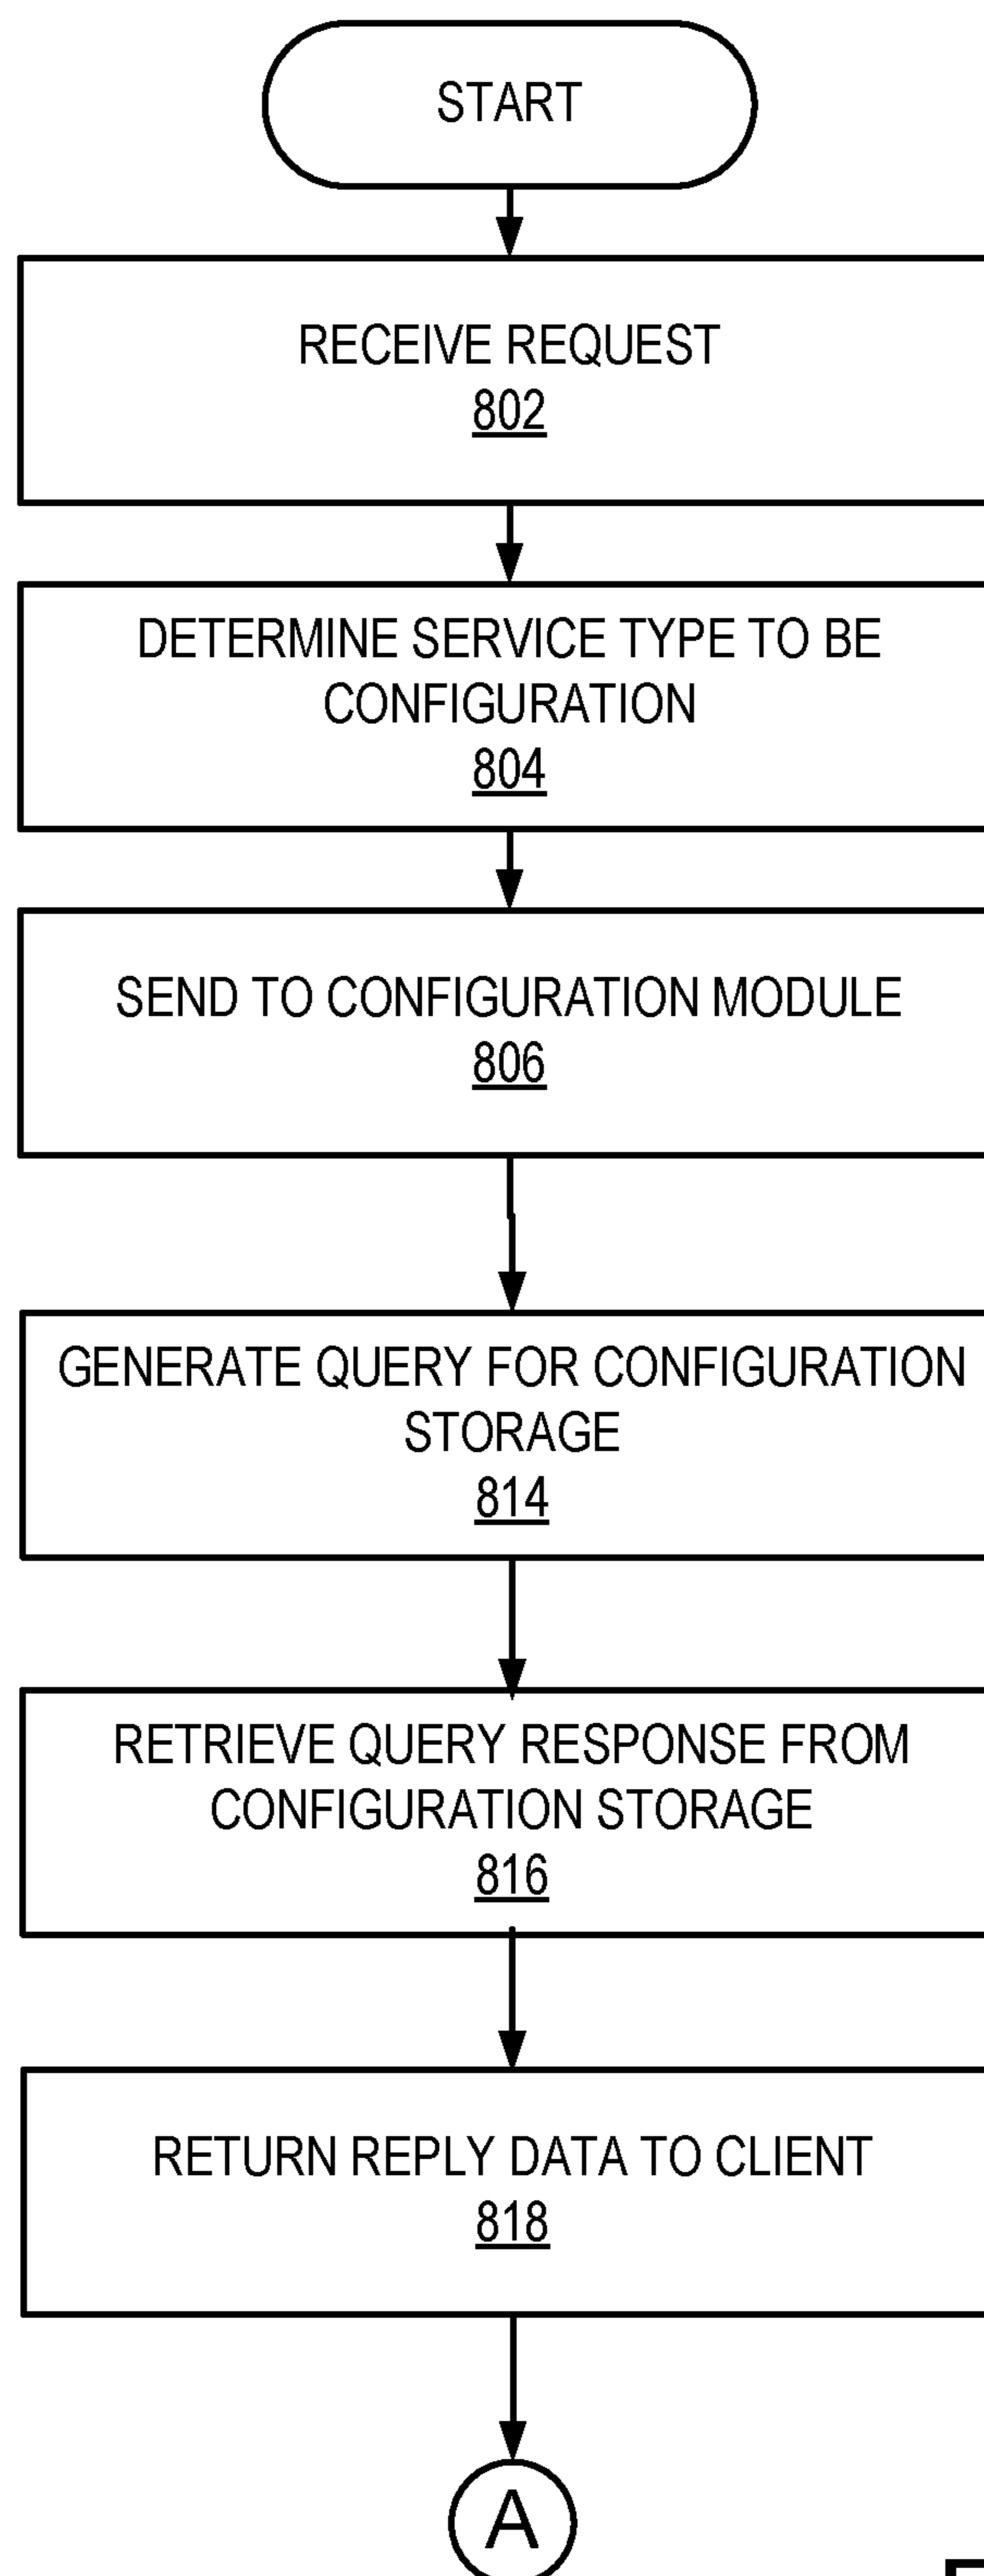 START
RECEIVE REQUEST
802
DETERMINE SERVICE TYPE TO BE
CONFIGURATION
804
SEND TO CONFIGURATION MODULE
806
GENERATE QUERY FOR CONFIGURATION
STORAGE
814
RETRIEVE QUERY RESPONSE FROM
CONFIGURATION STORAGE
816
RETURN REPLY DATA TO CLIENT
818
A